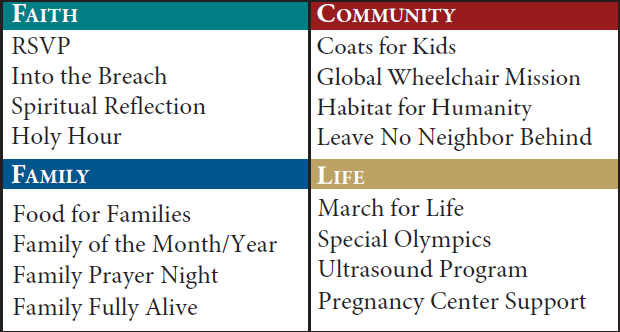 FAITH
RSVP
Into the Breach
Spiritual Reflection
Holy Hour
COMMUNITY
Coats for Kids
Global Wheelchair Mission
Habitat for Humanity
Leave No Neighbor Behind
FAMILY
Food for Families
Family of the Month/Year
Family Prayer Night
Family Fully Alive
LIFE
March for Life
Special Olympics
Ultrasound Program
Pregnancy Center Support